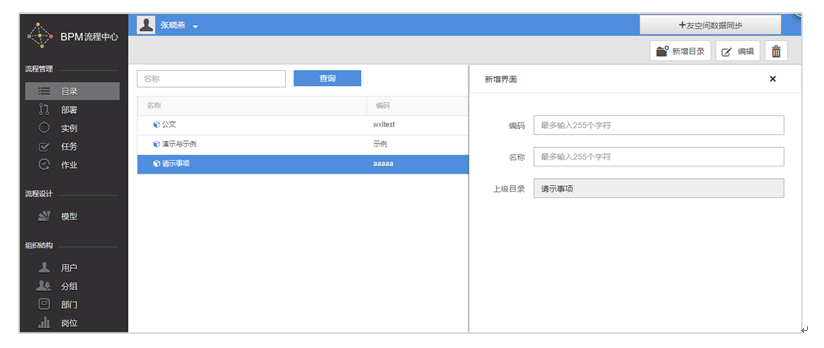 BPM流程中心
张晓燕
+友空间数据同步
新增目录
编辑
流程管理
目录
部署
实例
任务
作业
流程设计
模型
组织结构
用户
分组
部门
岗位
名称
查询
名称 编码
公文 wxltest
演示与示例 示例
请示事项 aaaaa
新增界面
编码 最多输入255个字符
名称 最多输入255个字符
上级目录 请示事项